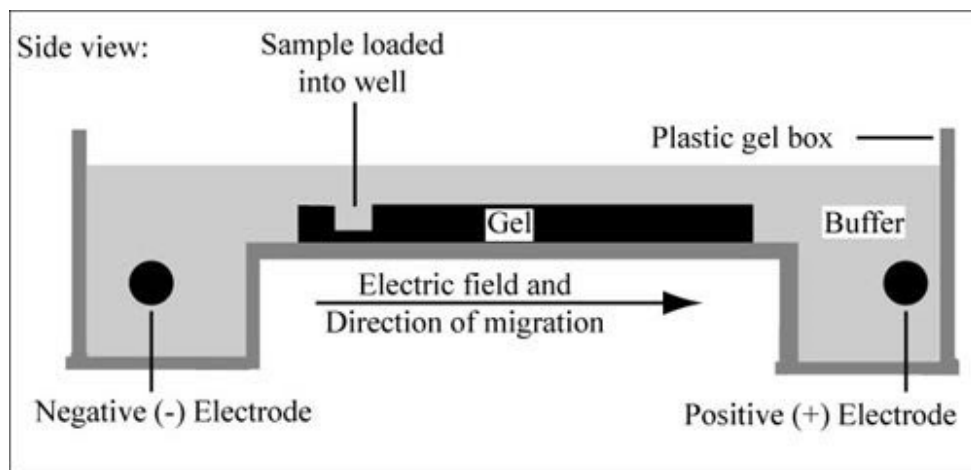 Side view:
Sample loaded
into well
Plastic gel box
Gel
Buffer
Electric field and
Direction of migration
Negative (-) Electrode
Positive (+) Electrode